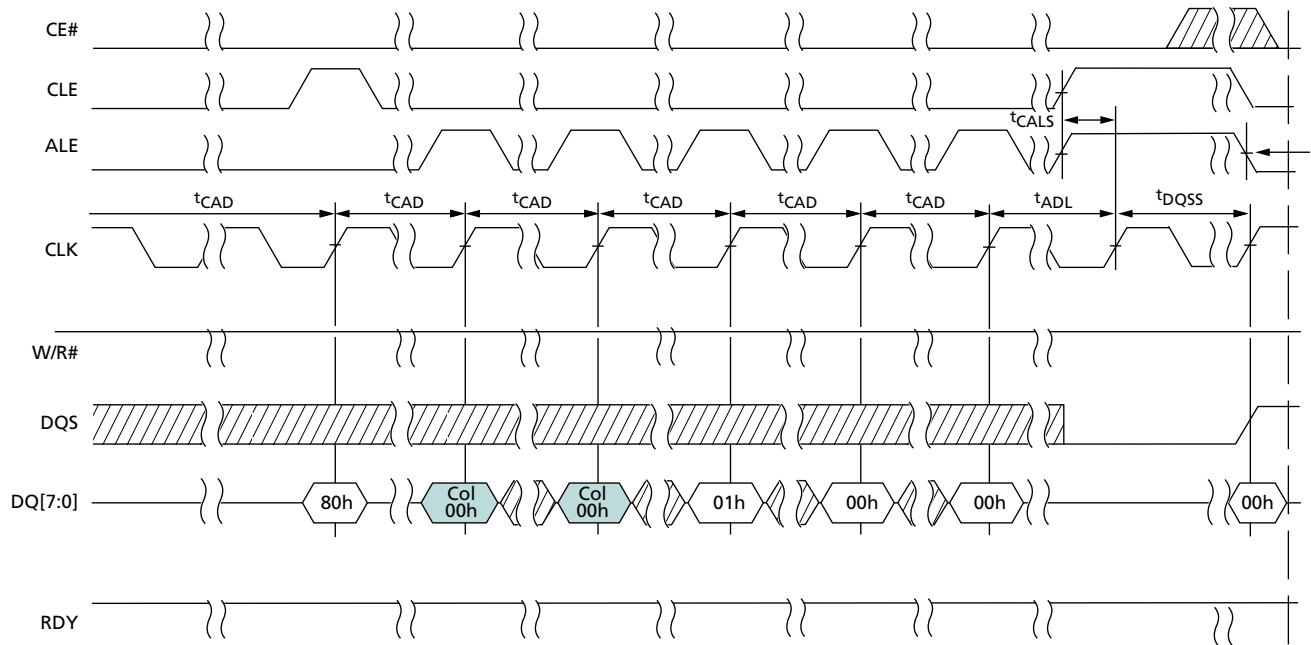 CE#
CLE
tCALS
ALE
tCAD tCAD tCAD tCAD tCAD tCAD tADL tDQSS
CLK
W/R#
DQS
DQ[7:0] 80h Col 00h Col 00h 01h 00h 00h 00h
RDY